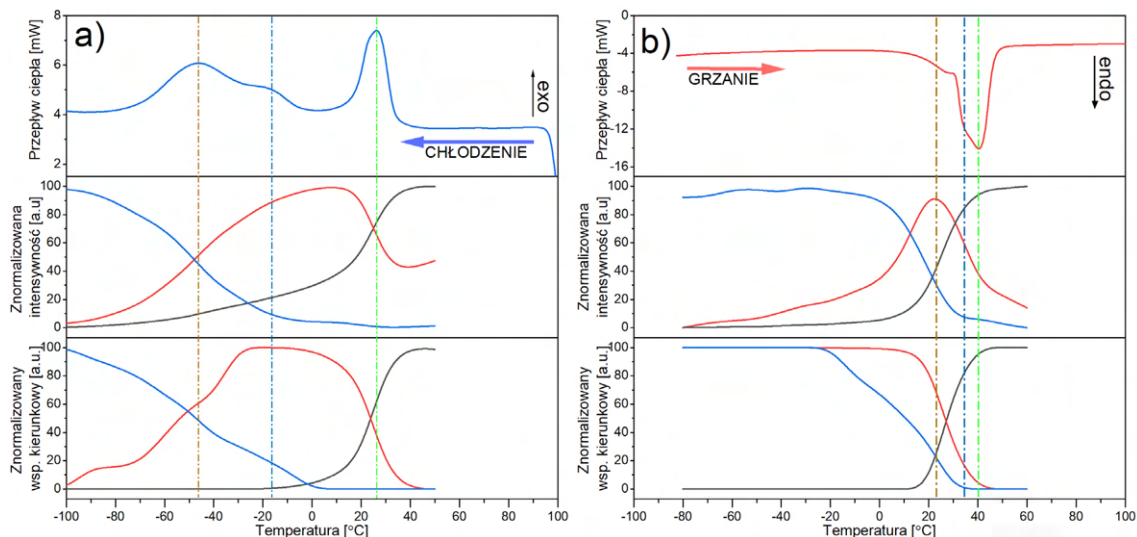 a)
Przepływ ciepła [mW]
8
6
4
2
exo
CHŁODZENIE
Znormalizowana
intensywność [a.u]
100
80
60
40
20
0
Znormalizowany
wsp. kierunkowy [a.u.]
100
80
60
40
20
0
-100 -80 -60 -40 -20 0 20 40 60 80 100
Temperatura [°C]
b)
Przepływ ciepła [mW]
0
-4
-8
-12
-16
GRZANIE
endo
Znormalizowana
intensywność [a.u]
100
80
60
40
20
0
Znormalizowany
wsp. kierunkowy [a.u.]
100
80
60
40
20
0
-100 -80 -60 -40 -20 0 20 40 60 80 100
Temperatura [°C]